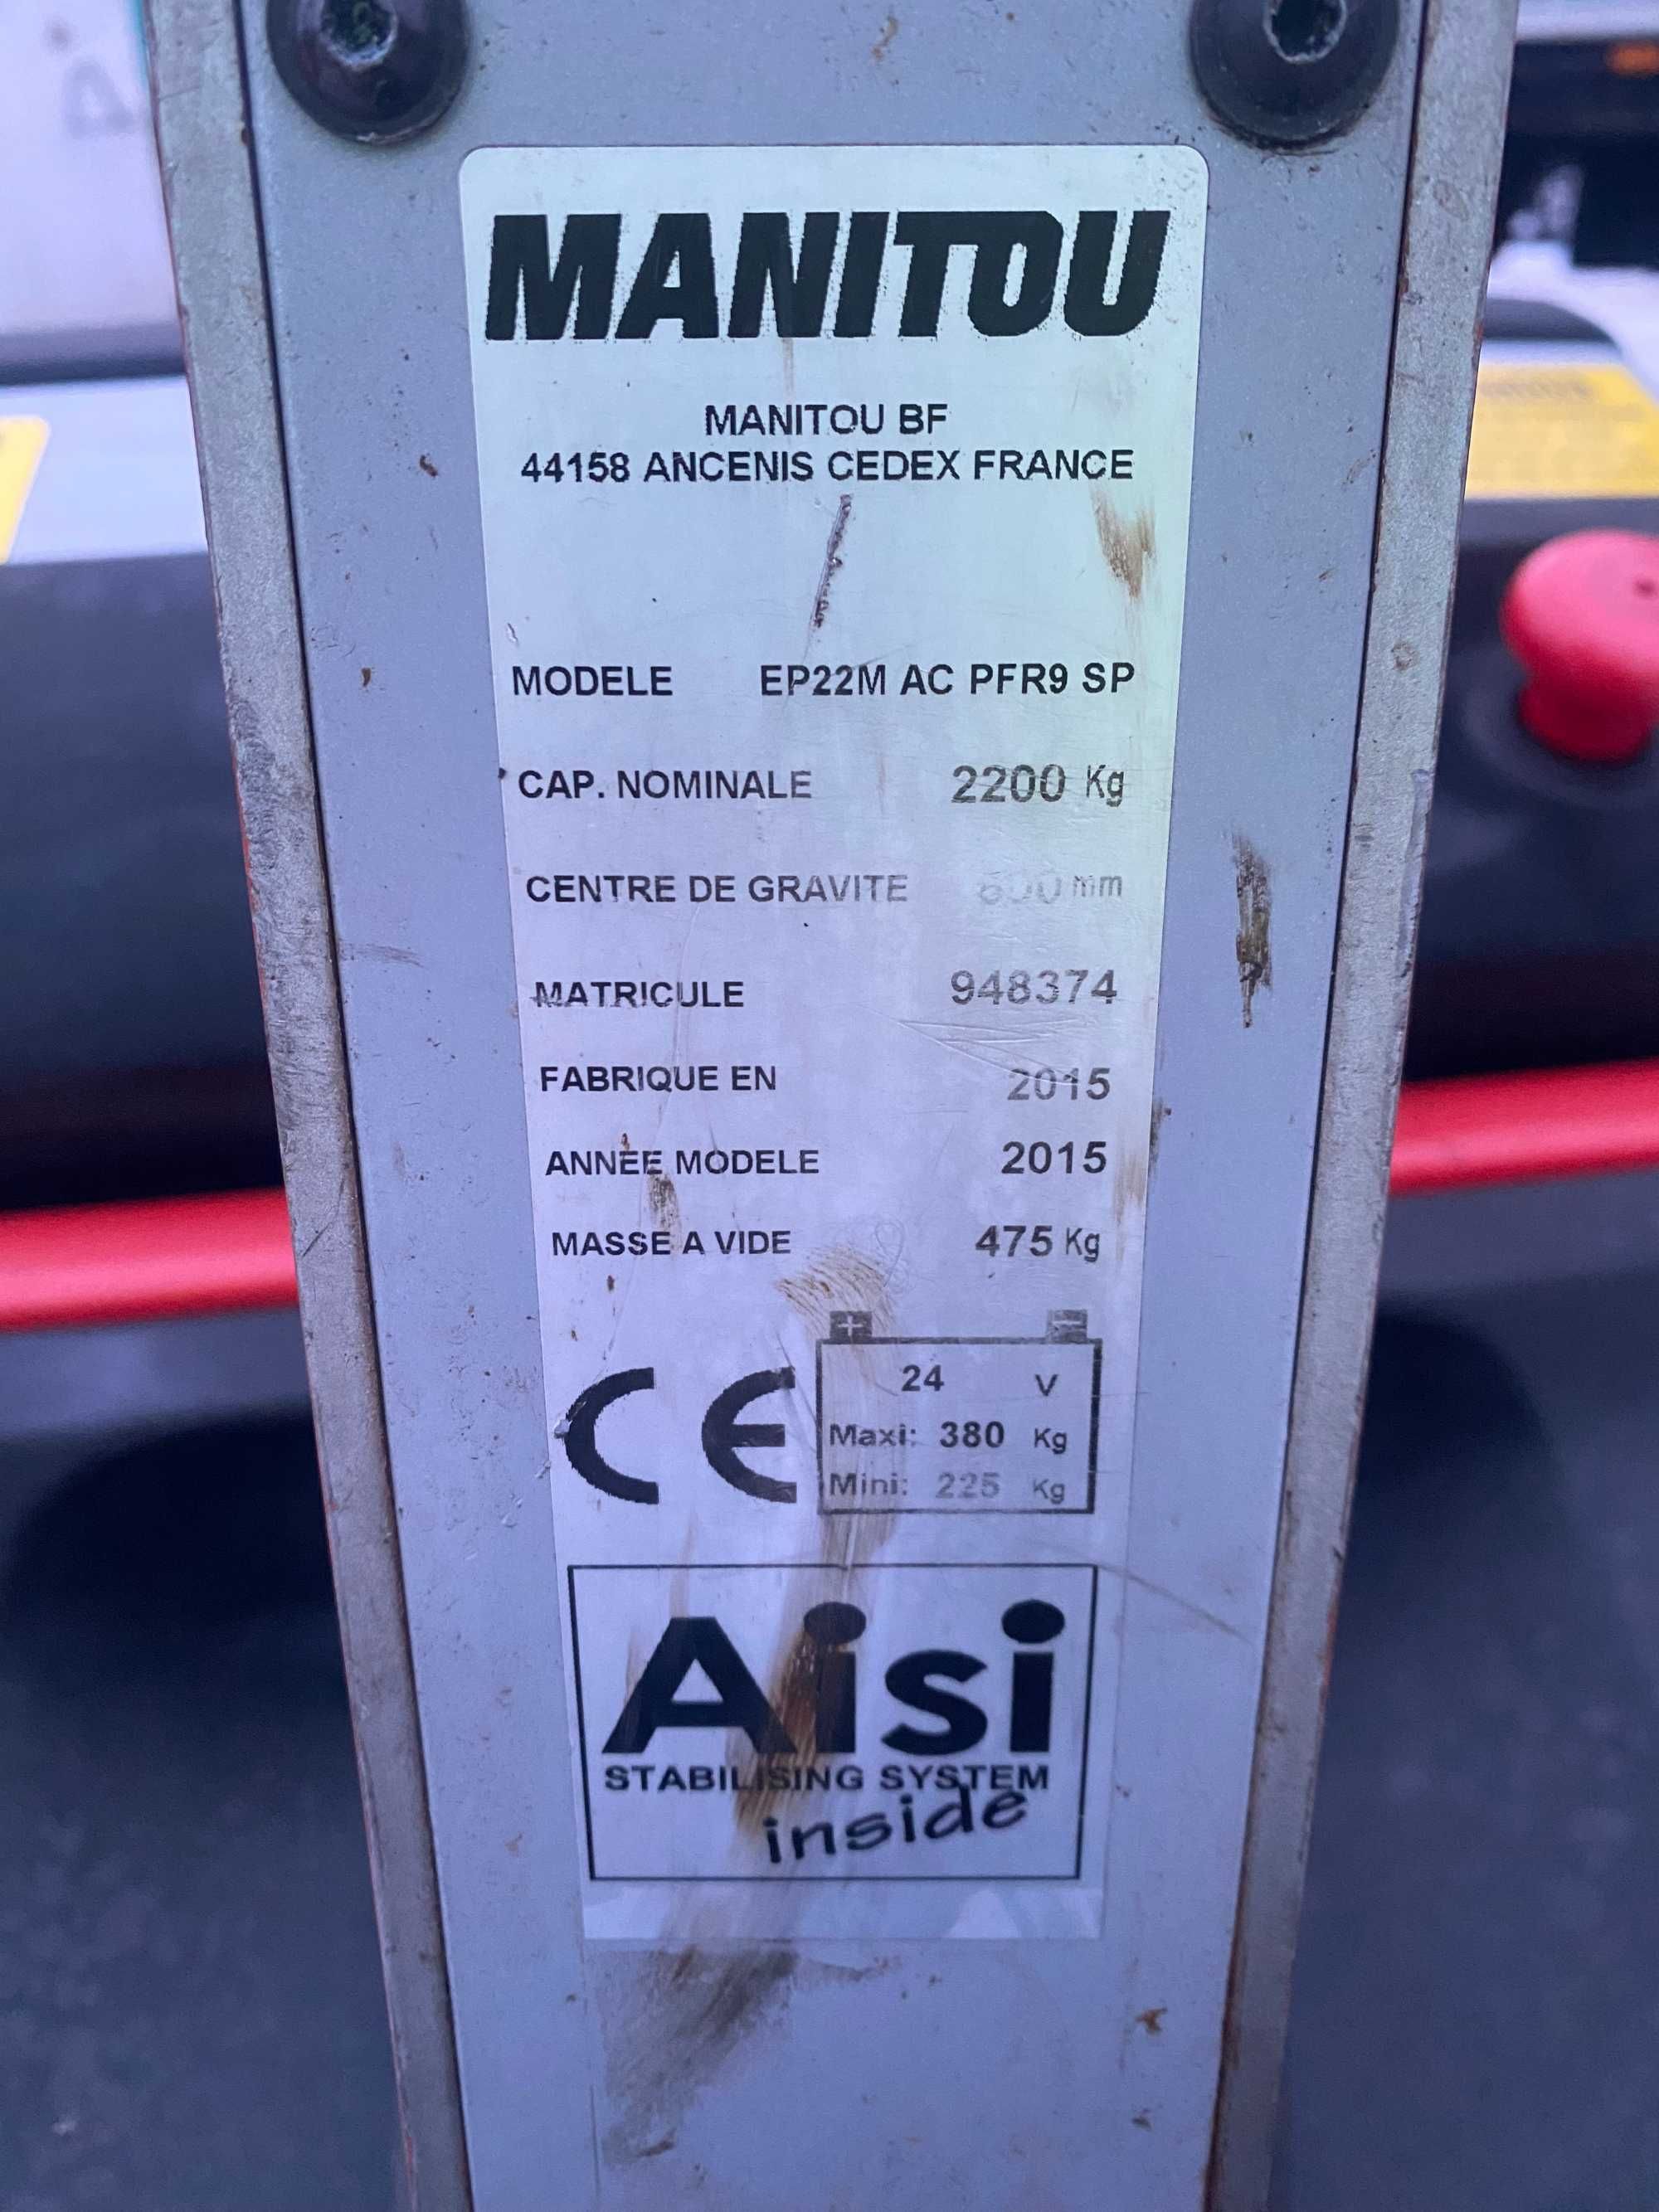 MANITOU
MANITOU BF
44158 ANCENIS CEDEX FRANCE
MODELE EP22M AC PFR9 SP
CAP. NOMINALE 2200 Kg
CENTRE DE GRAVITE 600 mm
MATRICULE 948374
FABRIQUE EN 2015
ANNEE MODELE 2015
MASSE A VIDE 475 Kg
+ -
CE
24 V
Maxi: 380 Kg
Mini: 225 Kg
Aisi
STABILISING SYSTEM
inside